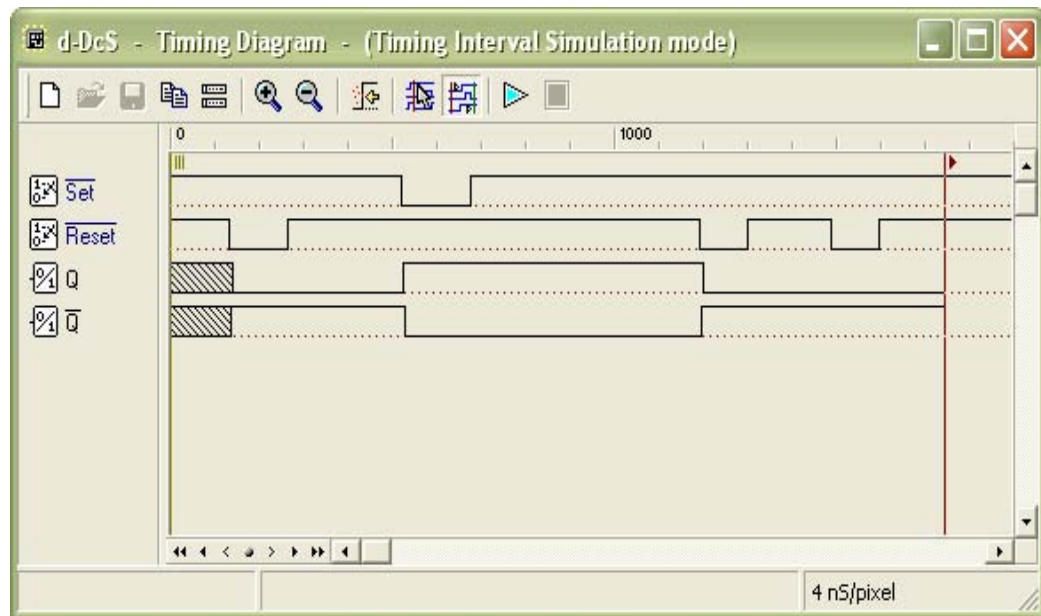 d-DcS - Timing Diagram - (Timing Interval Simulation mode)
0 1000
Set
Reset
Q
Q
4 nS/pixel